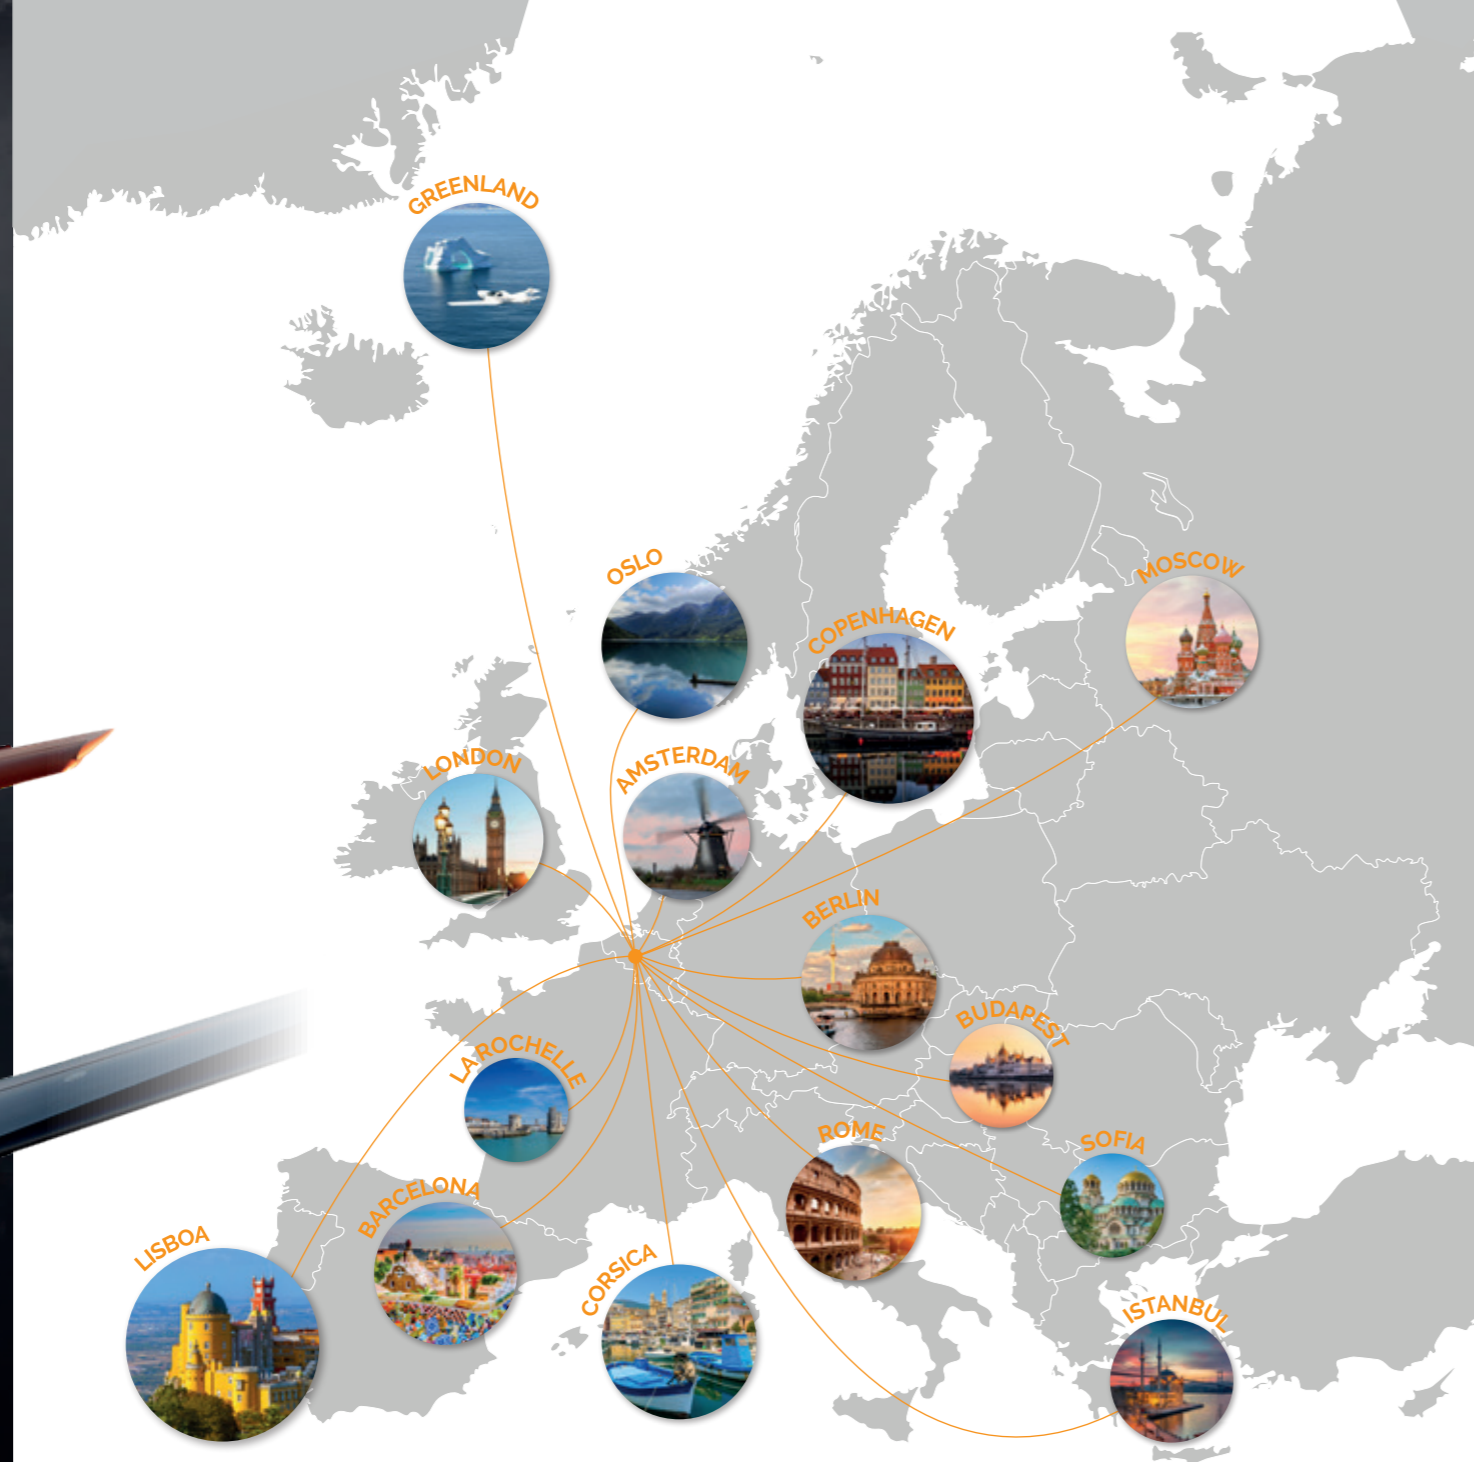 GREENLAND
OSLO
MOSCOW
COPENHAGEN
LONDON
AMSTERDAM
BERLIN
BUDAPEST
LA ROCHELLE
ROME
SOFIA
BARCELONA
LISBOA
CORSICA
ISTANBUL